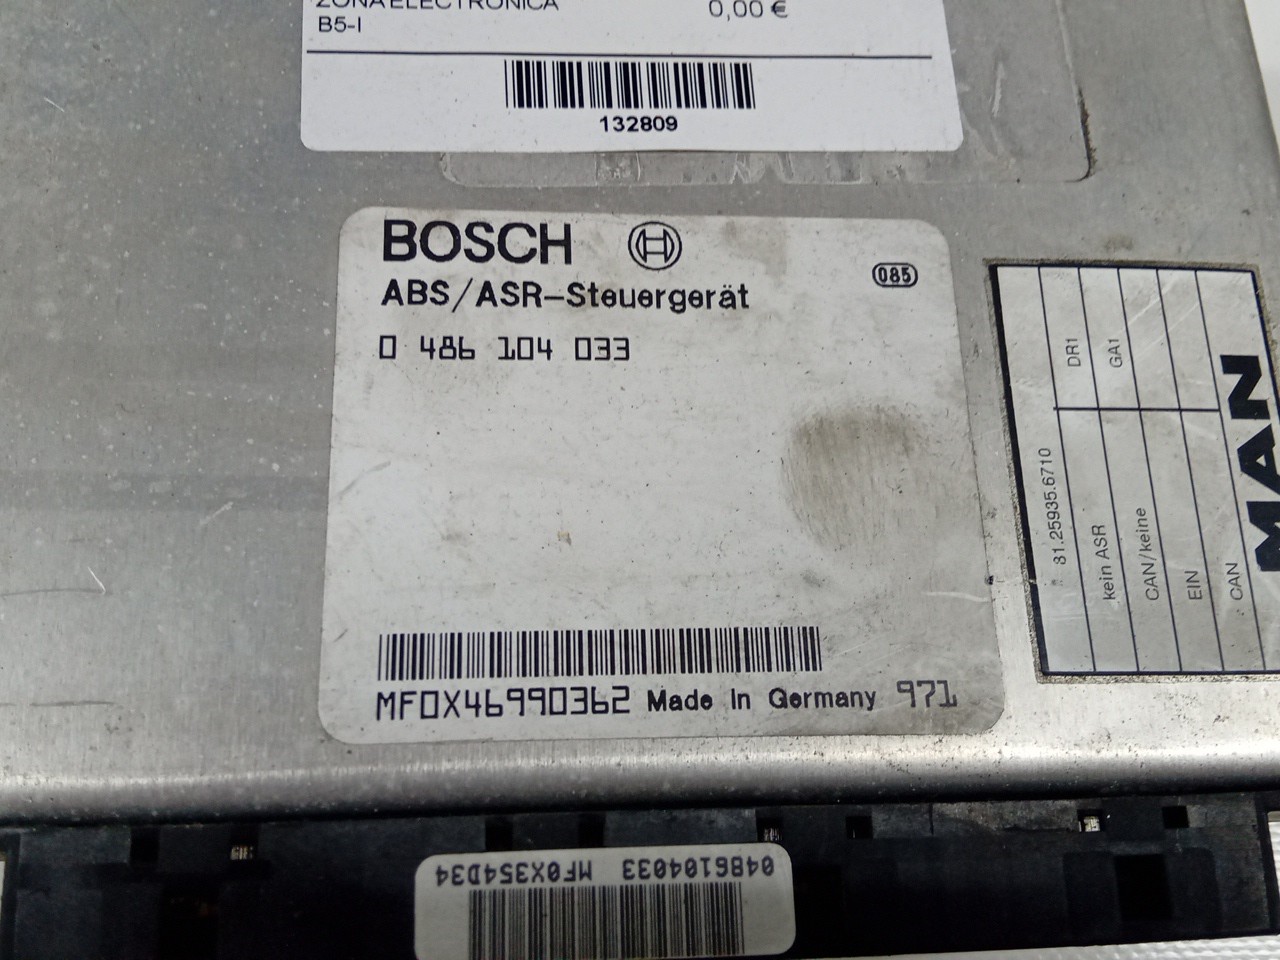 ZONA ELECTRONICA 0,00 €
B5-I
132809
BOSCH
085
ABS/ASR-Steuergerät
0 486 104 033
MF0X46990362 Made In Germany 971
81.25935.6710
kein ASR DR1
CAN/keine GA1
EIN
CAN
MAN
0486104033 MF0X354D34